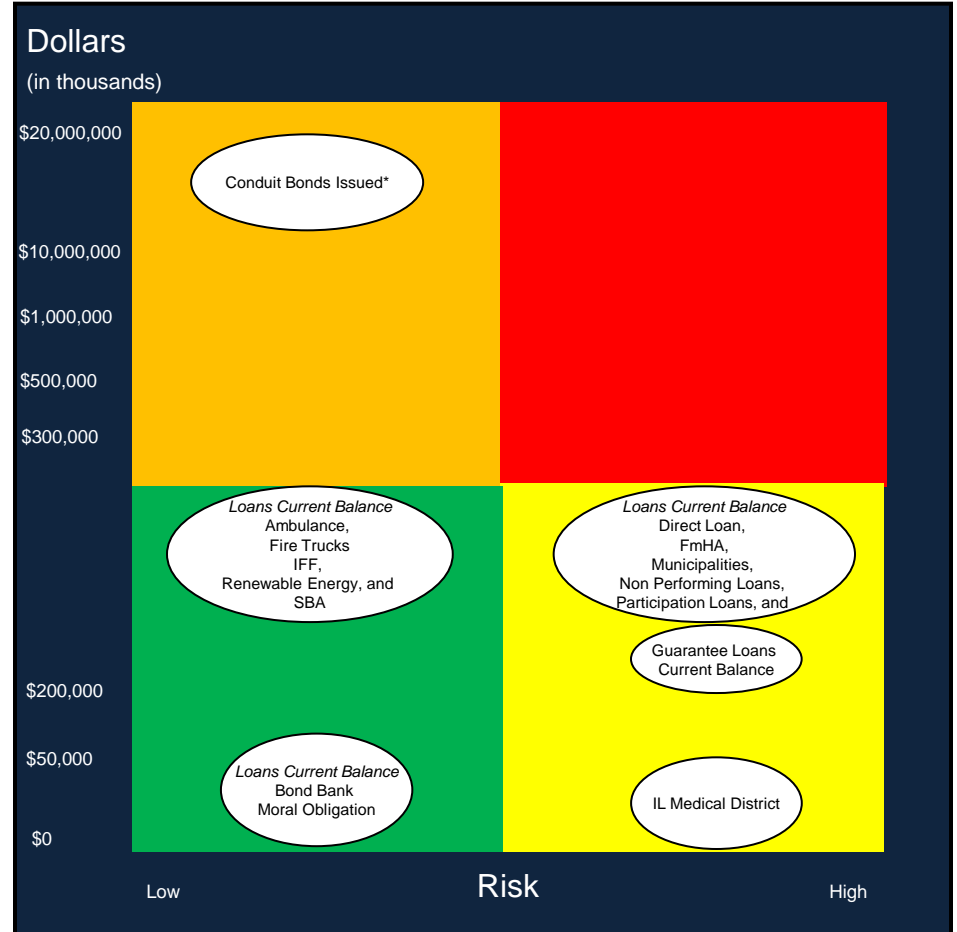 Dollars
(in thousands)
$20,000,000
Conduit Bonds Issued*
$10,000,000
$1,000,000
$500,000
$300,000
Loans Current Balance
Ambulance,
Fire Trucks
IFF,
Renewable Energy, and
SBA
Loans Current Balance
Direct Loan,
FmHA,
Municipalities,
Non Performing Loans,
Participation Loans, and
Guarantee Loans
Current Balance
$200,000
$50,000
Loans Current Balance
Bond Bank
Moral Obligation
IL Medical District
$0
Low
Risk
High